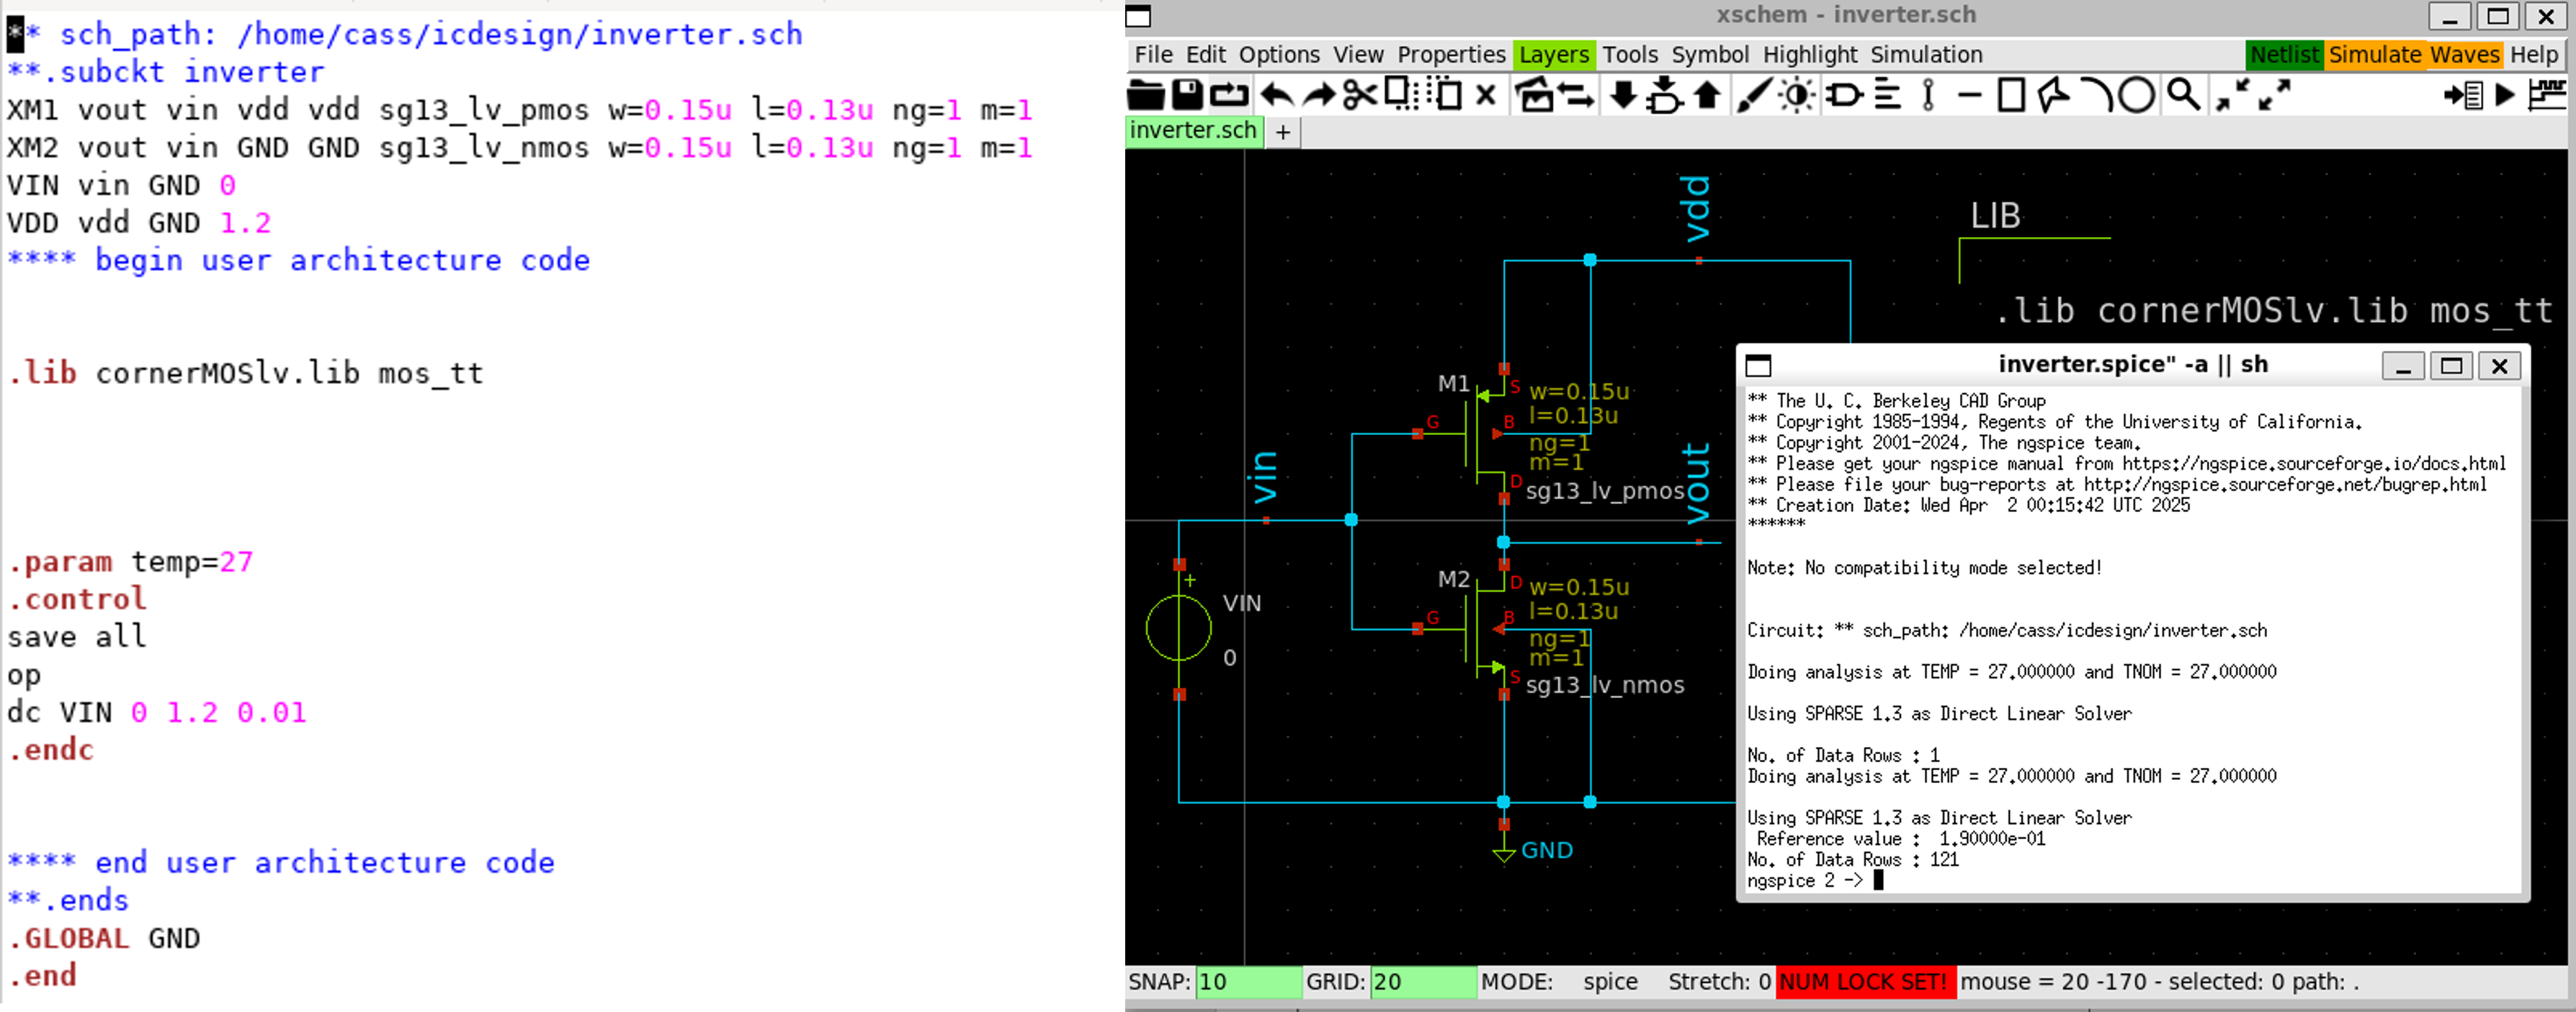 ** sch_path: /home/cass/icdesign/inverter.sch
**.subckt inverter
XM1 vout vin vdd vdd sg13_lv_pmos w=0.15u l=0.13u ng=1 m=1
XM2 vout vin GND GND sg13_lv_nmos w=0.15u l=0.13u ng=1 m=1
VIN vin GND 0
VDD vdd GND 1.2
**** begin user architecture code
.lib cornerMOSlv.lib mos_tt
.param temp=27
.control
save all
op
dc VIN 0 1.2 0.01
.endc
**** end user architecture code
**.ends
.GLOBAL GND
.end
xschem - inverter.sch
File Edit Options View Properties Layers Tools Symbol Highlight Simulation Netlist Simulate Waves Help
inverter.sch +
vdd
LIB
.lib cornerMOSlv.lib mos_tt
M1
S
w=0.15u
l=0.13u
G
B
ng=1
m=1
D
sg13_lv_pmos
vin
vout
M2
D
w=0.15u
l=0.13u
G
B
ng=1
m=1
S
sg13_lv_nmos
+
VIN
0
GND
inverter.spice" -a || sh
** The U. C. Berkeley CAD Group
** Copyright 1985-1994, Regents of the University of California.
** Copyright 2001-2024, The ngspice team.
** Please get your ngspice manual from https://ngspice.sourceforge.io/docs.html
** Please file your bug-reports at http://ngspice.sourceforge.net/bugrep.html
** Creation Date: Wed Apr  2 00:15:42 UTC 2025
******
Note: No compatibility mode selected!
Circuit: ** sch_path: /home/cass/icdesign/inverter.sch
Doing analysis at TEMP = 27.000000 and TNOM = 27.000000
Using SPARSE 1.3 as Direct Linear Solver
No. of Data Rows : 1
Doing analysis at TEMP = 27.000000 and TNOM = 27.000000
Using SPARSE 1.3 as Direct Linear Solver
Reference value :  1.90000e-01
No. of Data Rows : 121
ngspice 2 ->
SNAP: 10 GRID: 20 MODE: spice Stretch: 0 NUM LOCK SET! mouse = 20 -170 - selected: 0 path: .